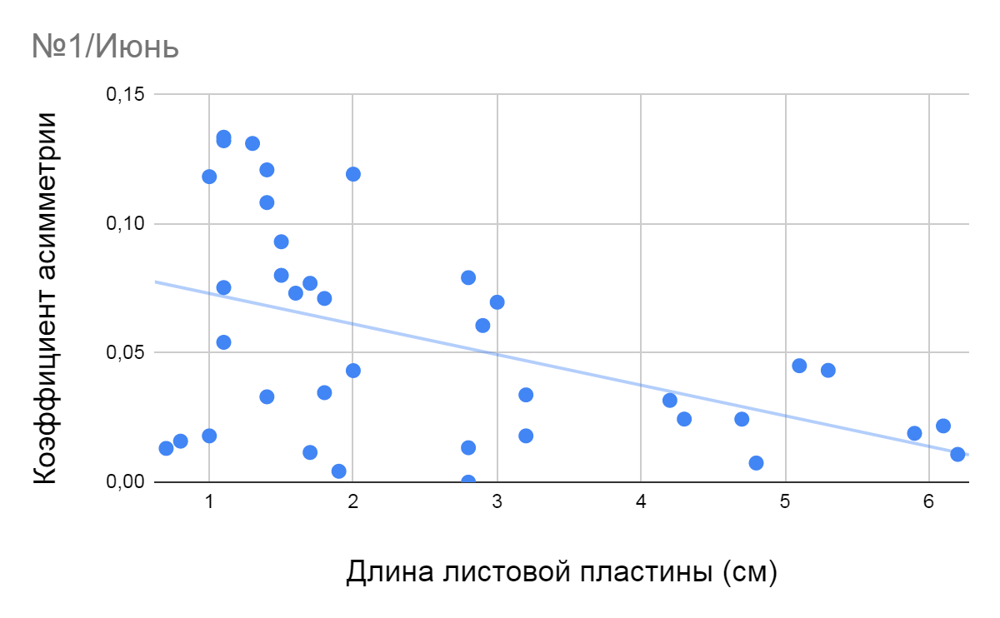 №1/Июнь
Коэффициент асимметрии
0,15
0,10
0,05
0,00
1 2 3 4 5 6
Длина листовой пластины (см)